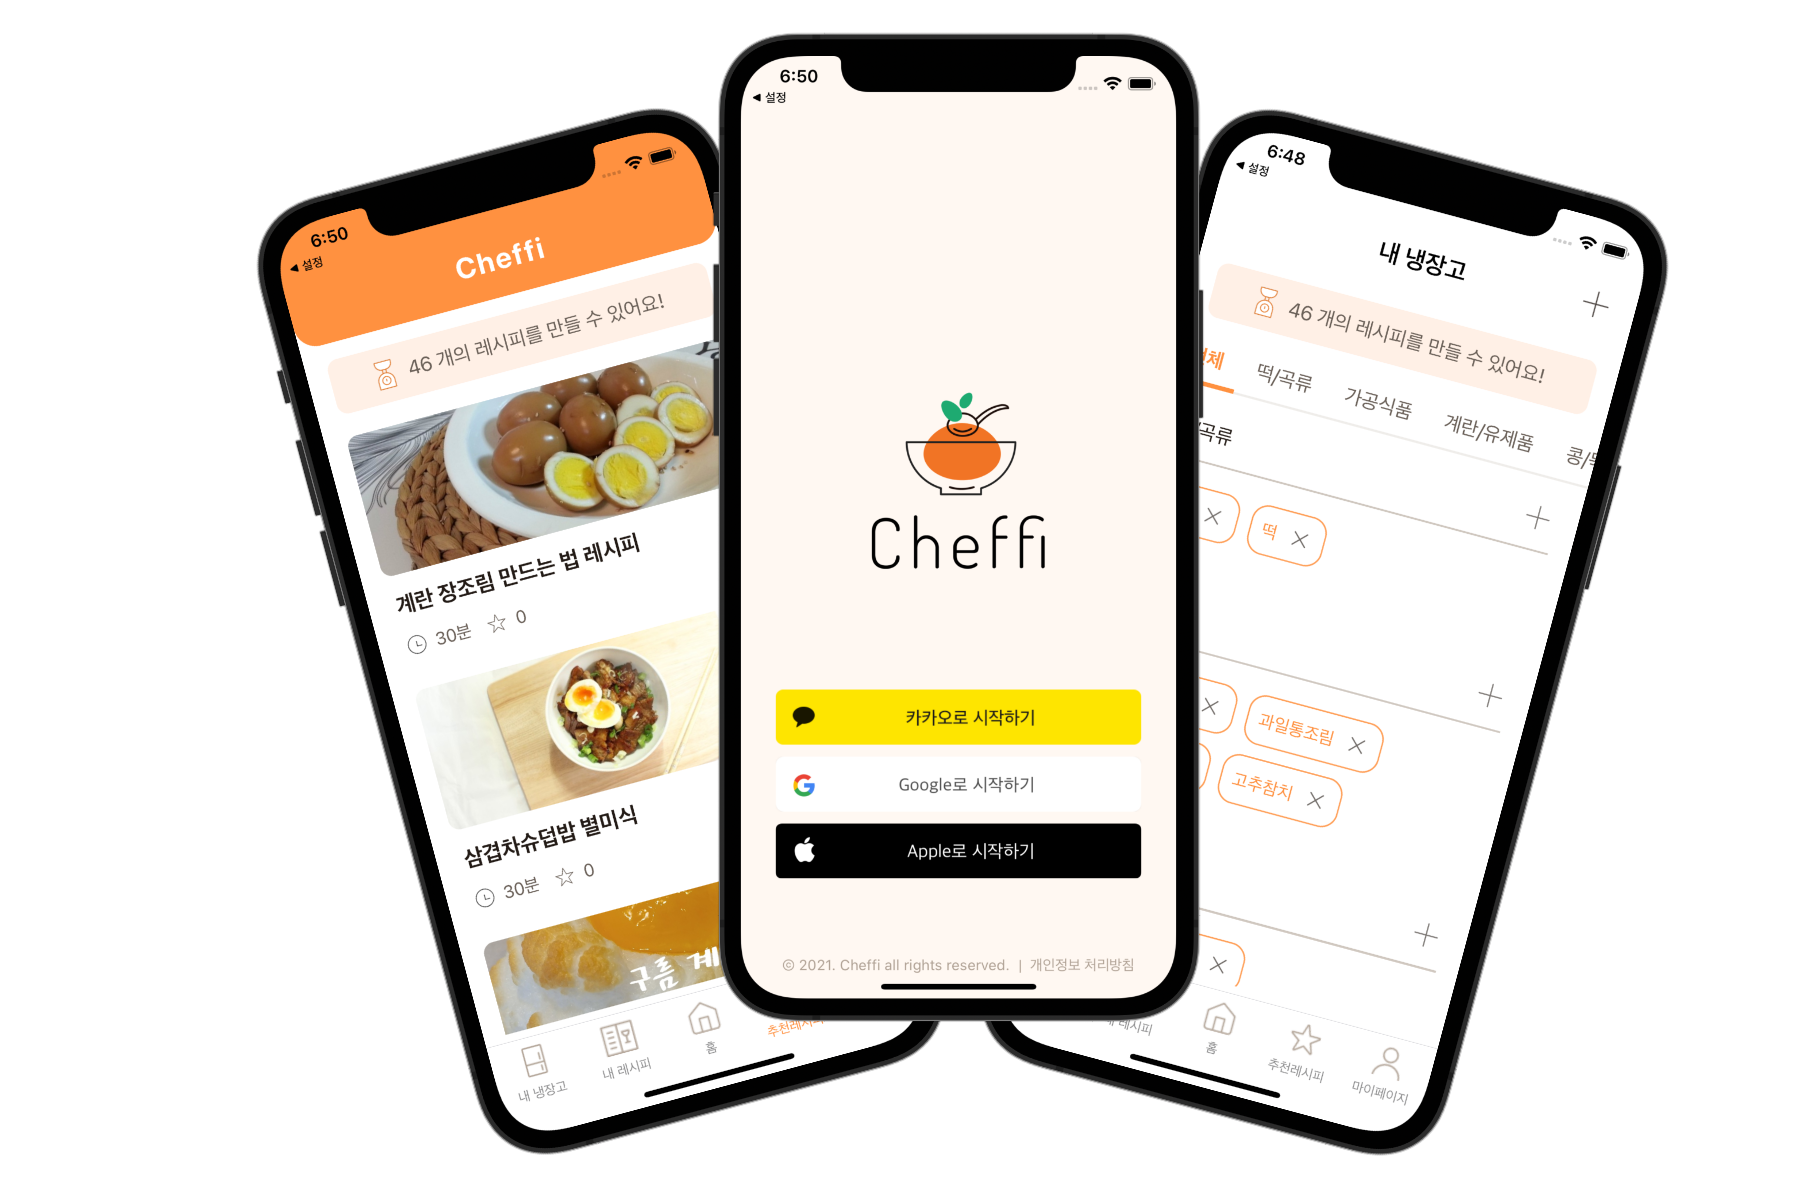 6:50
설정
Cheffi
46 개의 레시피를 만들 수 있어요!
계란 장조림 만드는 법 레시피
30분 0
삼겹차슈덮밥 별미식
30분 0
구름
내 냉장고
내 레시피
홈
추천레시피
6:50
설정
Cheffi
카카오로 시작하기
Google로 시작하기
Apple로 시작하기
© 2021. Cheffi all rights reserved. | 개인정보 처리방침
6:48
설정
내 냉장고
46 개의 레시피를 만들 수 있어요!
떡/곡류 가공식품 계란/유제품
떡
과일통조림
고추참치
레시피
홈
추천레시피
마이페이지